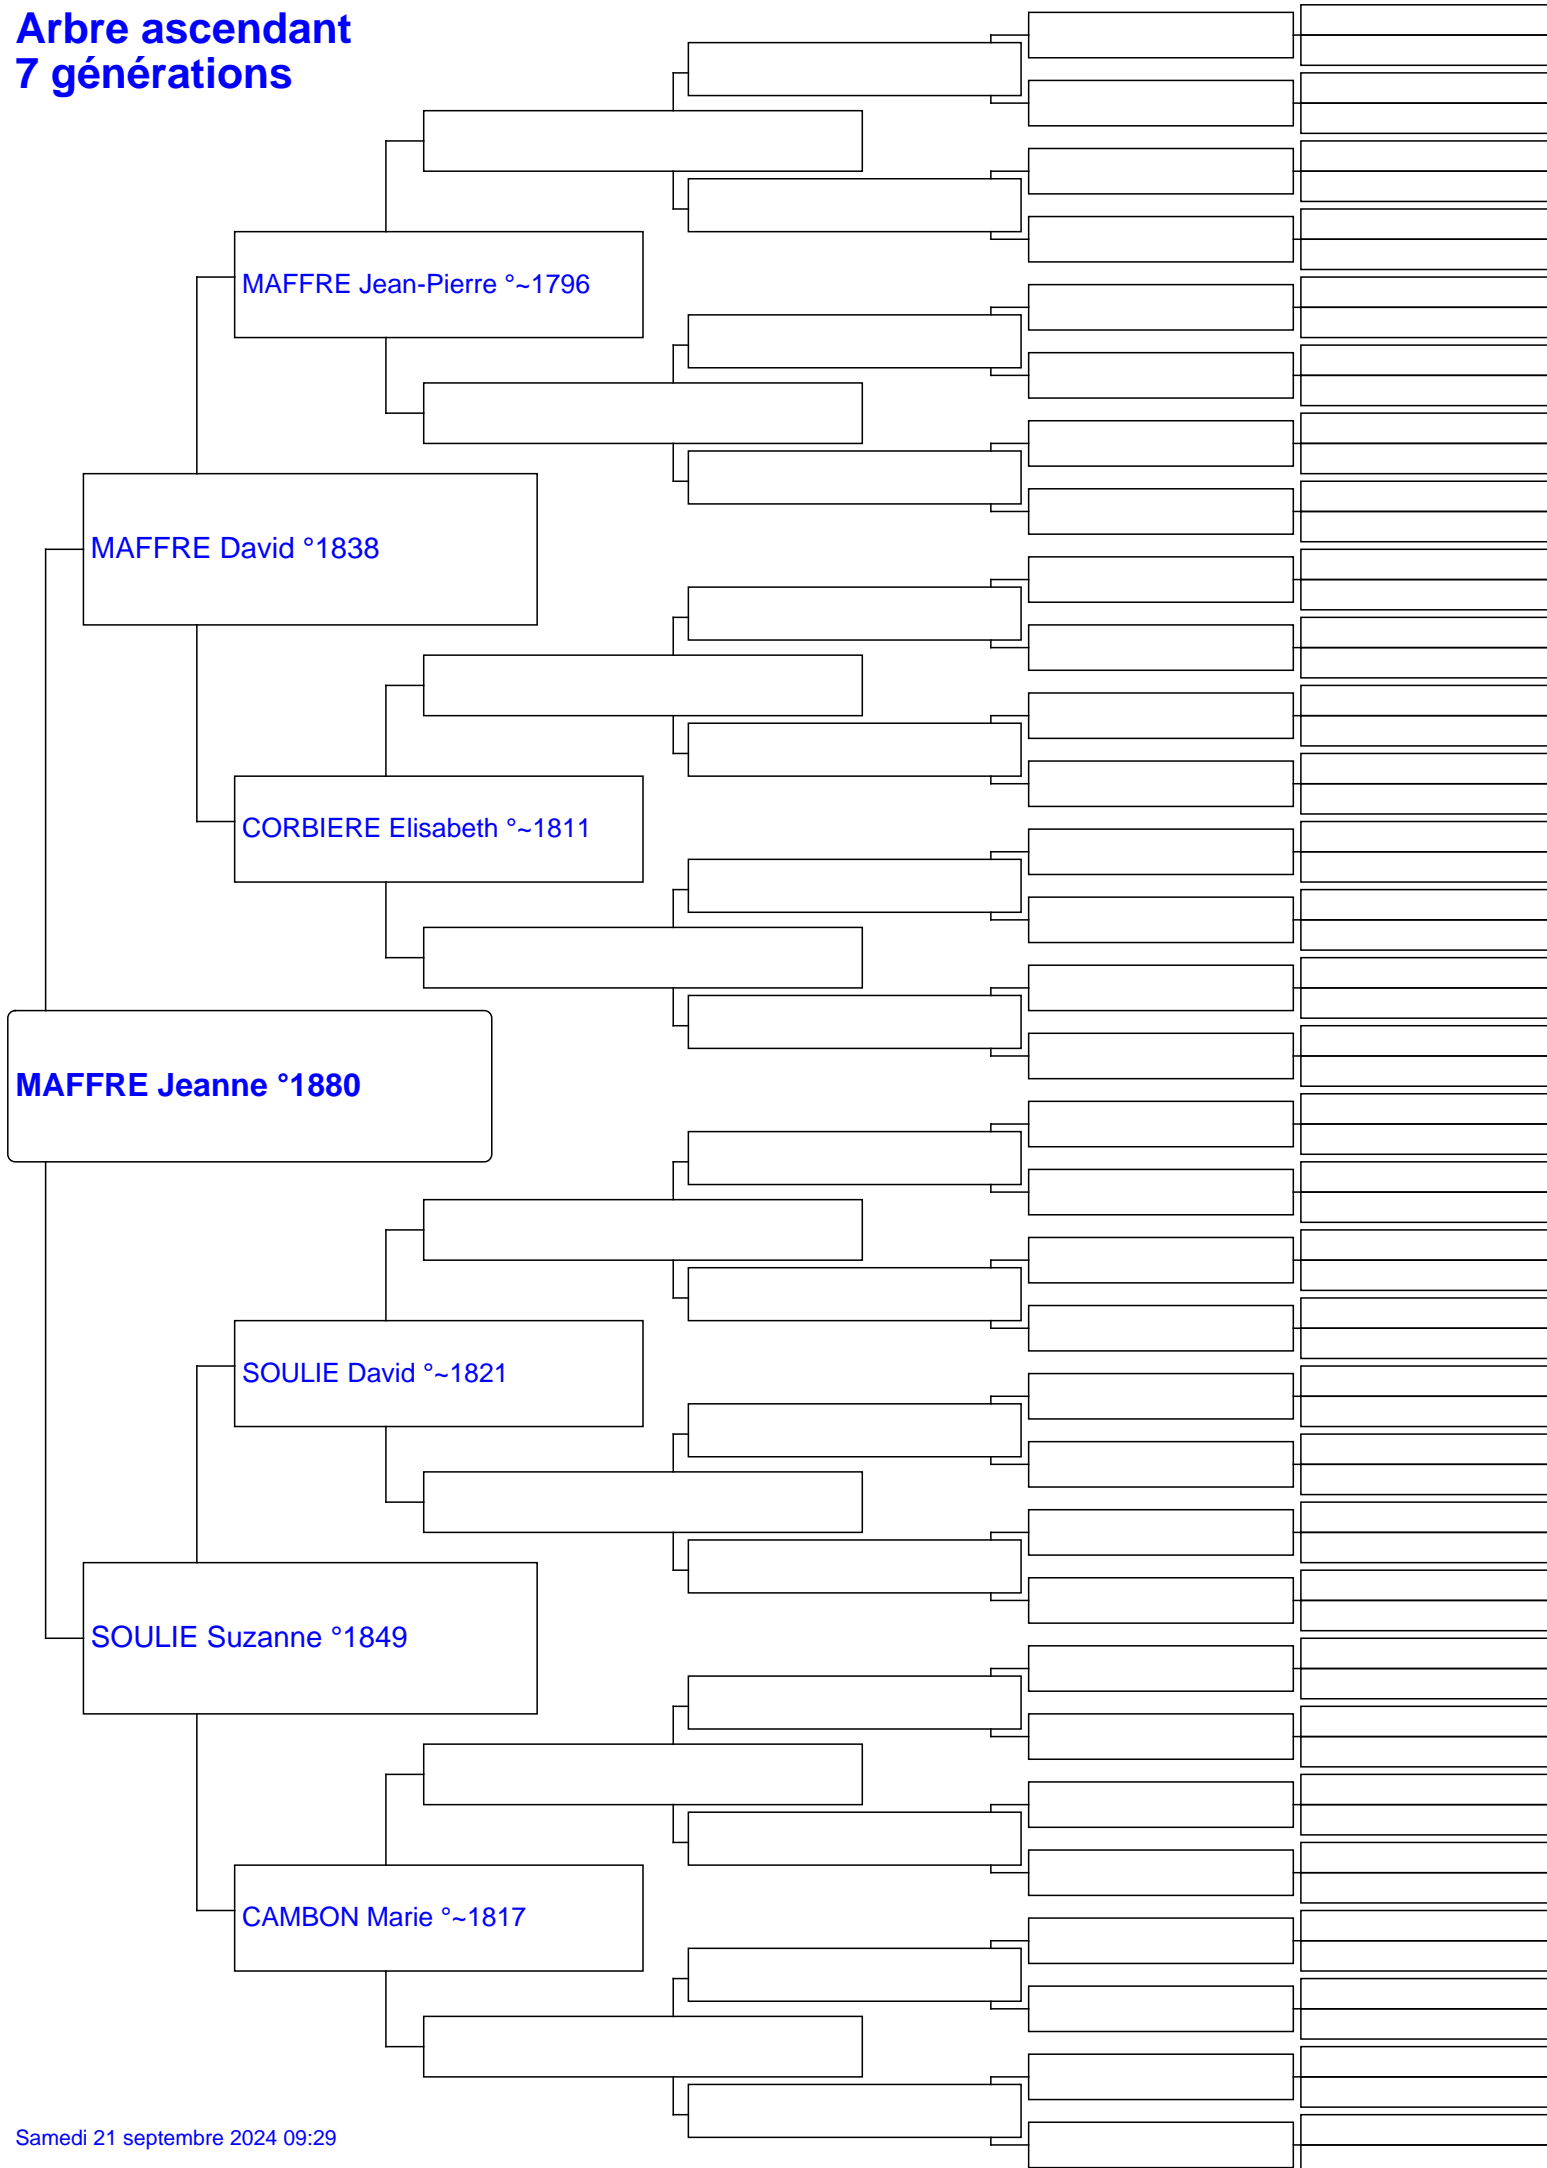 Arbre ascendant
7 générations
MAFFRE Jean-Pierre °~1796
MAFFRE David °1838
CORBIERE Elisabeth °~1811
MAFFRE Jeanne °1880
SOULIE David °~1821
SOULIE Suzanne °1849
CAMBON Marie °~1817
Samedi 21 septembre 2024 09:29